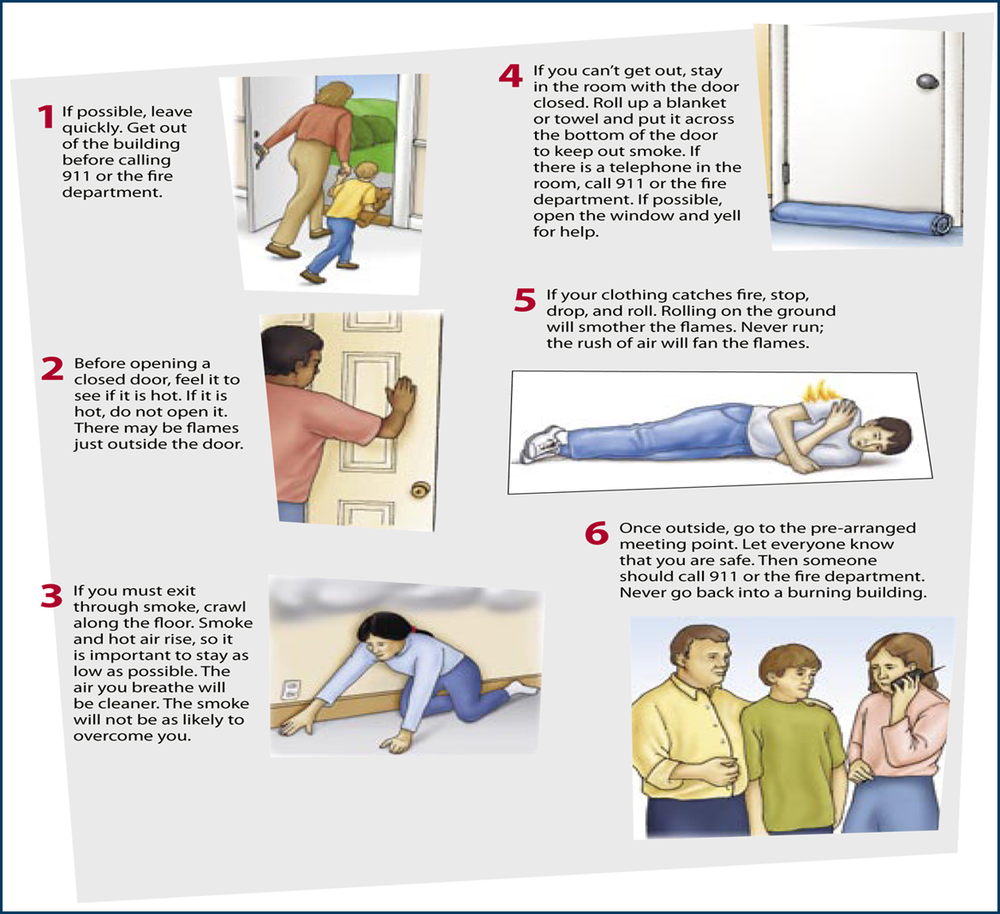 1 If possible, leave
quickly. Get out
of the building
before calling
911 or the fire
department.
2 Before opening a
closed door, feel it to
see if it is hot. If it is
hot, do not open it.
There may be flames
just outside the door.
3 If you must exit
through smoke, crawl
along the floor. Smoke
and hot air rise, so it
is important to stay as
low as possible. The
air you breathe will
be cleaner. The smoke
will not be as likely to
overcome you.
4 If you can’t get out, stay
in the room with the door
closed. Roll up a blanket
or towel and put it across
the bottom of the door
to keep out smoke. If
there is a telephone in the
room, call 911 or the fire
department. If possible,
open the window and yell
for help.
5 If your clothing catches fire, stop,
drop, and roll. Rolling on the ground
will smother the flames. Never run;
the rush of air will fan the flames.
6 Once outside, go to the pre-arranged
meeting point. Let everyone know
that you are safe. Then someone
should call 911 or the fire department.
Never go back into a burning building.